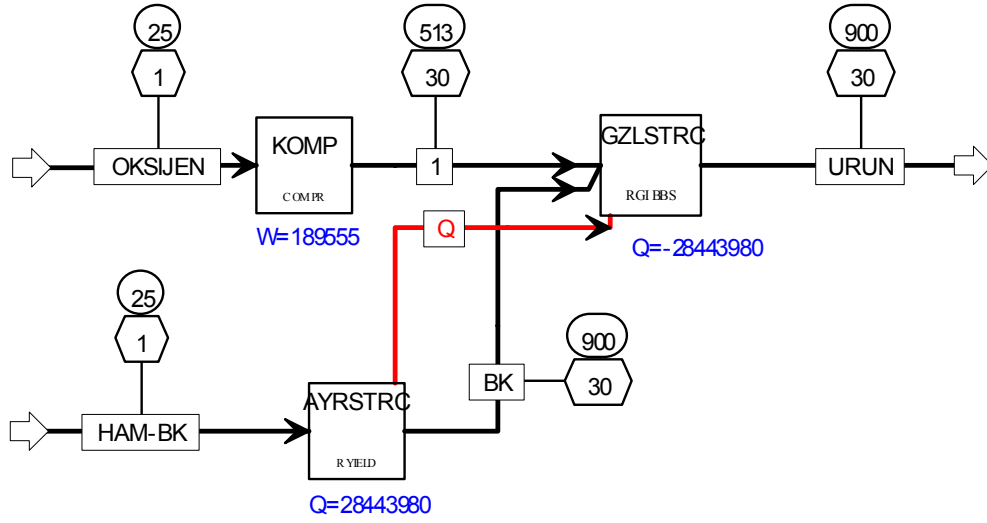 25
1
513
30
900
30
OKSIJEN
KOMP
COMPR
W=189555
1
GZLSTRC
RGIBBS
URUN
Q
Q=-28443980
25
1
900
30
HAM-BK
AYRSTRC
RYIELD
Q=28443980
BK